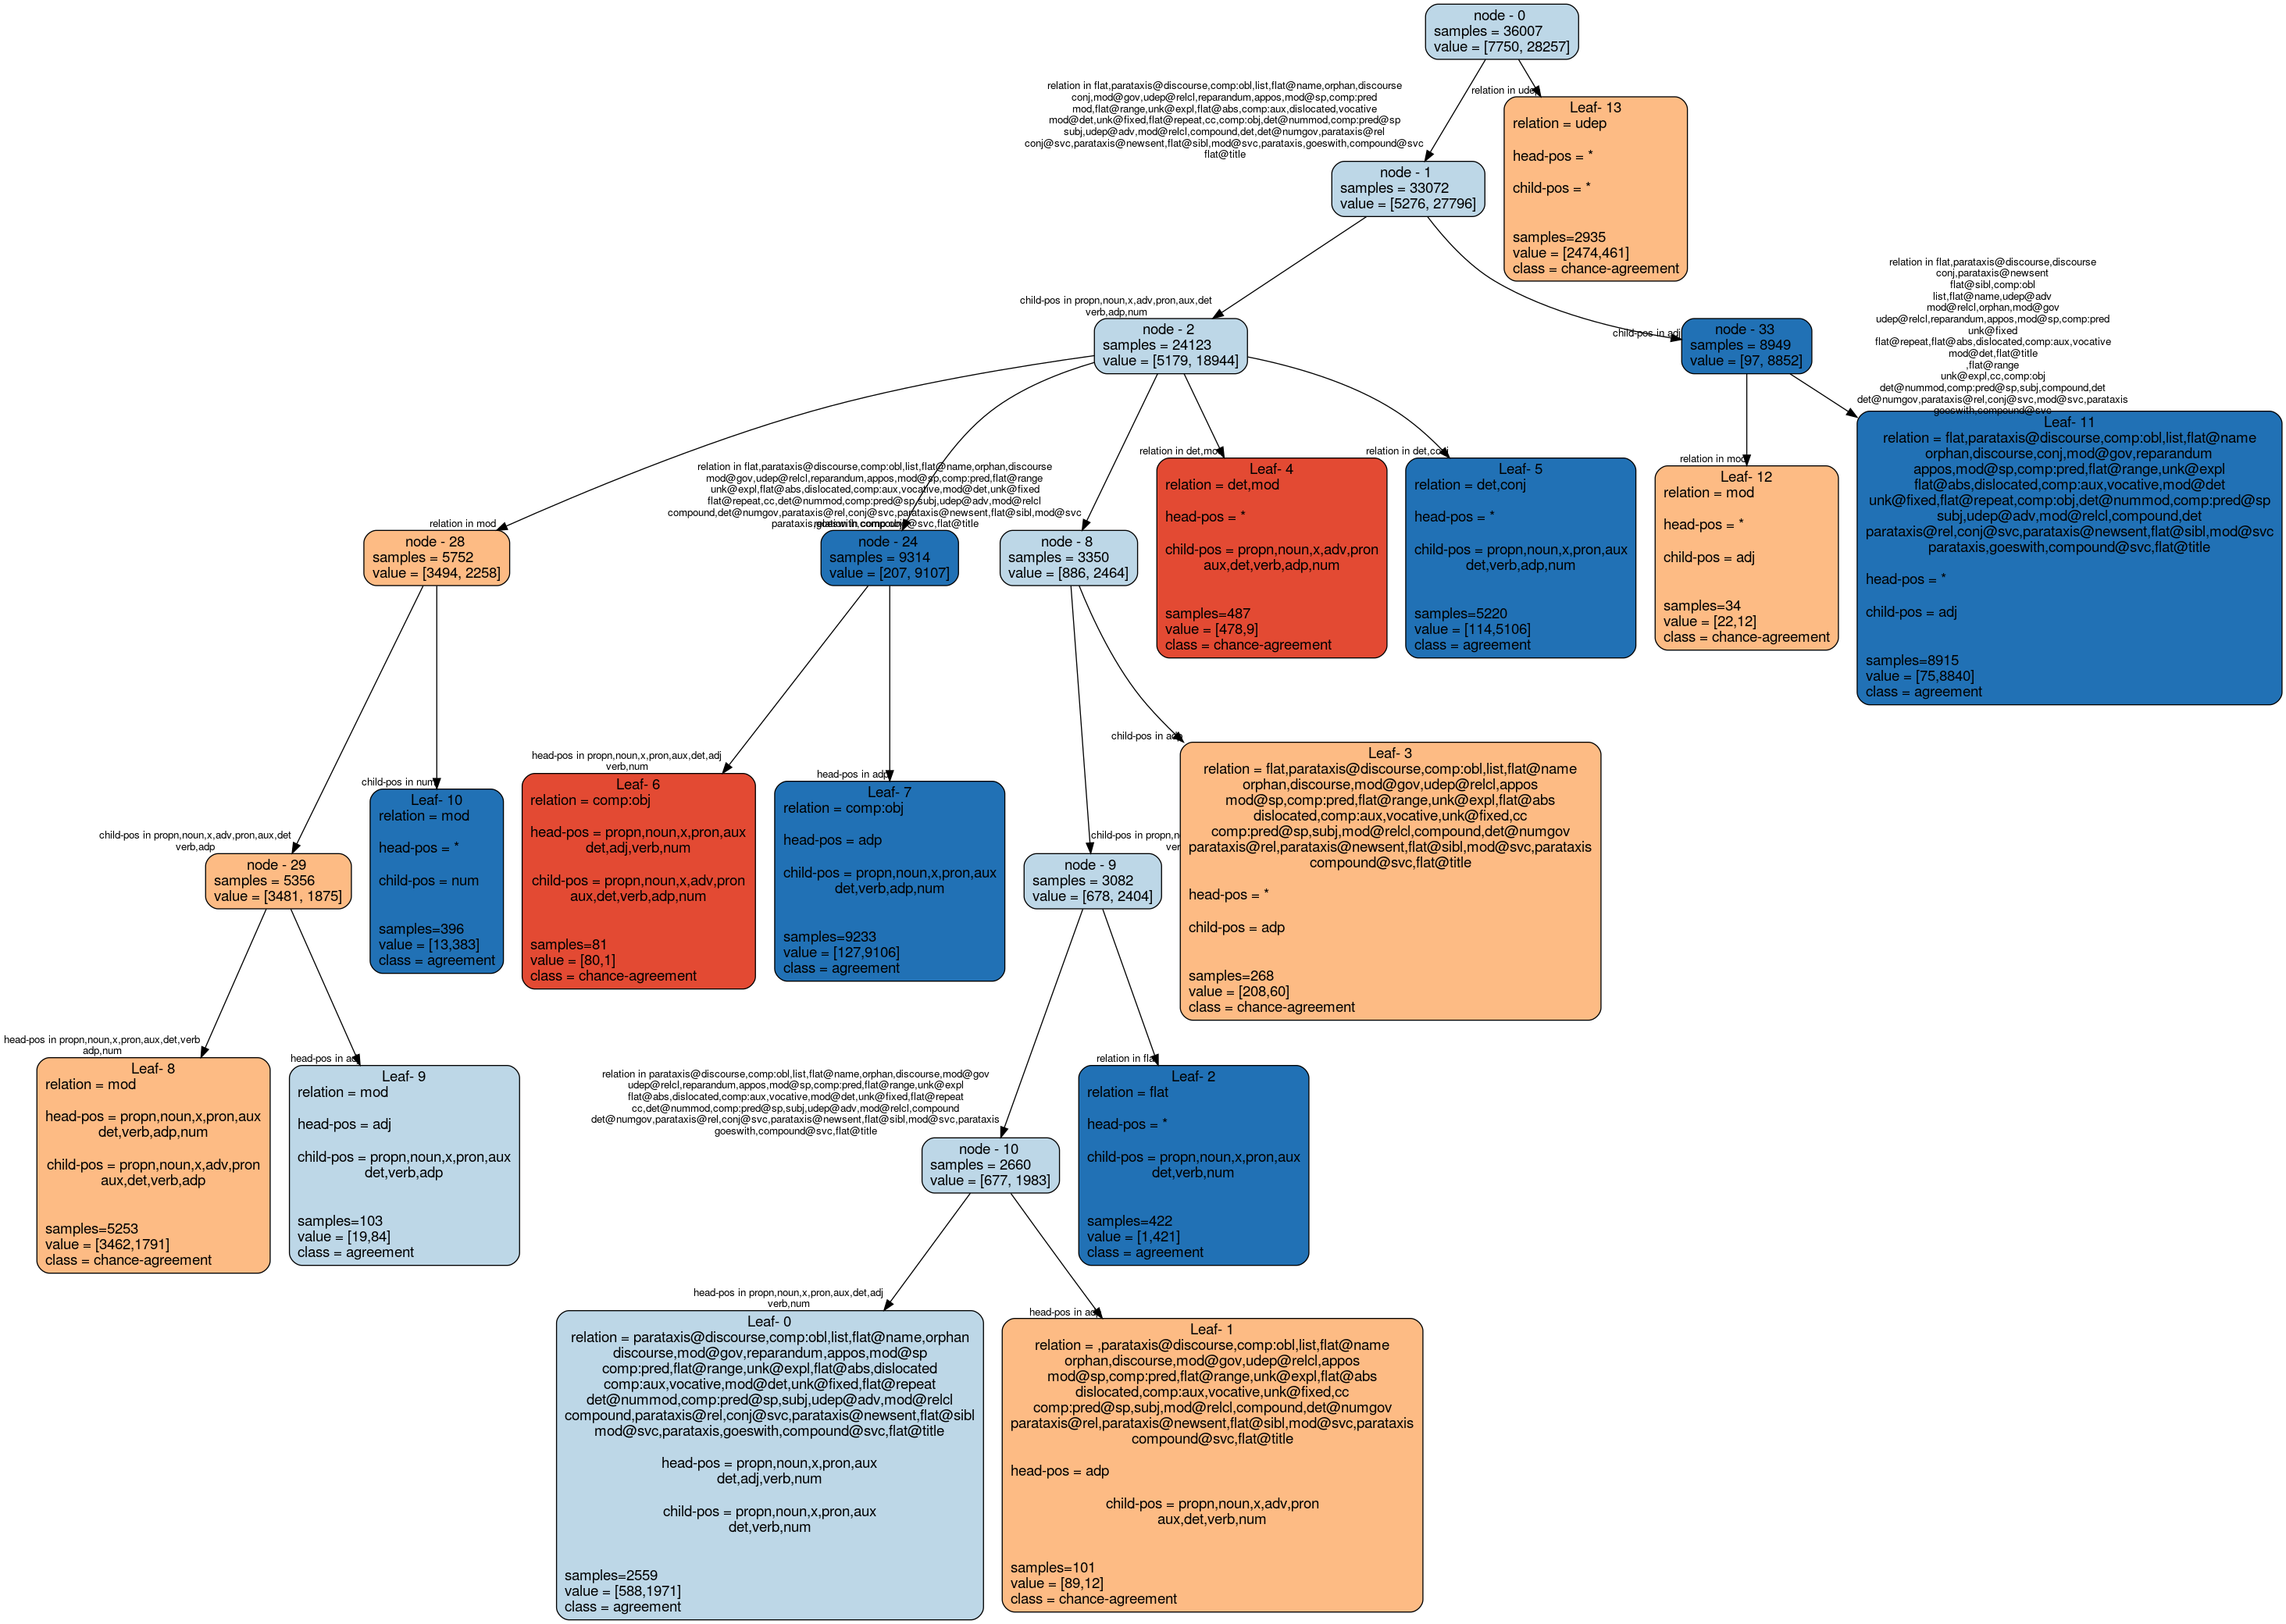 node - 0
samples = 36007
value = [7750, 28257]
relation in flat,parataxis@discourse,comp:obl,list,flat@name,orphan,discourse
conj,mod@gov,udep@relcl,reparandum,appos,mod@sp,comp:pred
mod,flat@range,unk@expl,flat@abs,comp:aux,dislocated,vocative
mod@det,unk@fixed,flat@repeat,cc,comp:obj,det@nummod,comp:pred@sp
subj,udep@adv,mod@relcl,compound,det,det@numgov,parataxis@rel
conj@svc,parataxis@newsent,flat@sibl,mod@svc,parataxis,goeswith,compound@svc
flat@title
relation in udep
Leaf- 13
relation = udep
head-pos = *
child-pos = *
samples=2935
value = [2474,461]
class = chance-agreement
node - 1
samples = 33072
value = [5276, 27796]
child-pos in propn,noun,x,adv,pron,aux,det
verb,adp,num
node - 2
samples = 24123
value = [5179, 18944]
child-pos in adj
node - 33
samples = 8949
value = [97, 8852]
relation in flat,parataxis@discourse,discourse
conj,parataxis@newsent
flat@sibl,comp:obl
list,flat@name,udep@adv
mod@relcl,orphan,mod@gov
udep@relcl,reparandum,appos,mod@sp,comp:pred
unk@fixed
flat@repeat,flat@abs,dislocated,comp:aux,vocative
mod@det,flat@title
,flat@range
unk@expl,cc,comp:obj
det@nummod,comp:pred@sp,subj,compound,det
det@numgov,parataxis@rel,conj@svc,mod@svc,parataxis
goeswith,compound@svc
relation in mod
node - 28
samples = 5752
value = [3494, 2258]
relation in flat,parataxis@discourse,comp:obl,list,flat@name,orphan,discourse
mod@gov,udep@relcl,reparandum,appos,mod@sp,comp:pred,flat@range
unk@expl,flat@abs,dislocated,comp:aux,vocative,mod@det,unk@fixed
flat@repeat,cc,det@nummod,comp:pred@sp,subj,udep@adv,mod@relcl
compound,det@numgov,parataxis@rel,conj@svc,parataxis@newsent,flat@sibl,mod@svc
parataxis,goeswith,compound@svc,flat@title
relation in comp:obj
node - 24
samples = 9314
value = [207, 9107]
node - 8
samples = 3350
value = [886, 2464]
relation in det,mod
Leaf- 4
relation = det,mod
head-pos = *
child-pos = propn,noun,x,adv,pron
aux,det,verb,adp,num
samples=487
value = [478,9]
class = chance-agreement
relation in det,conj
Leaf- 5
relation = det,conj
head-pos = *
child-pos = propn,noun,x,pron,aux
det,verb,adp,num
samples=5220
value = [114,5106]
class = agreement
relation in mod
Leaf- 12
relation = mod
head-pos = *
child-pos = adj
samples=34
value = [22,12]
class = chance-agreement
Leaf- 11
relation = flat,parataxis@discourse,comp:obl,list,flat@name
orphan,discourse,conj,mod@gov,reparandum
appos,mod@sp,comp:pred,flat@range,unk@expl
flat@abs,dislocated,comp:aux,vocative,mod@det
unk@fixed,flat@repeat,comp:obj,det@nummod,comp:pred@sp
subj,udep@adv,mod@relcl,compound,det
parataxis@rel,conj@svc,parataxis@newsent,flat@sibl,mod@svc
parataxis,goeswith,compound@svc,flat@title
head-pos = *
child-pos = adj
samples=8915
value = [75,8840]
class = agreement
child-pos in propn,noun,x,adv,pron,aux,det
verb,adp
node - 29
samples = 5356
value = [3481, 1875]
child-pos in num
Leaf- 10
relation = mod
head-pos = *
child-pos = num
samples=396
value = [13,383]
class = agreement
head-pos in propn,noun,x,pron,aux,det,adj
verb,num
Leaf- 6
relation = comp:obj
head-pos = propn,noun,x,pron,aux
det,adj,verb,num
child-pos = propn,noun,x,adv,pron
aux,det,verb,adp,num
samples=81
value = [80,1]
class = chance-agreement
head-pos in adp
Leaf- 7
relation = comp:obj
head-pos = adp
child-pos = propn,noun,x,pron,aux
det,verb,adp,num
samples=9233
value = [127,9106]
class = agreement
child-pos in propn,n
ver
node - 9
samples = 3082
value = [678, 2404]
child-pos in adp
Leaf- 3
relation = flat,parataxis@discourse,comp:obl,list,flat@name
orphan,discourse,mod@gov,udep@relcl,appos
mod@sp,comp:pred,flat@range,unk@expl,flat@abs
dislocated,comp:aux,vocative,unk@fixed,cc
comp:pred@sp,subj,mod@relcl,compound,det@numgov
parataxis@rel,parataxis@newsent,flat@sibl,mod@svc,parataxis
compound@svc,flat@title
head-pos = *
child-pos = adp
samples=268
value = [208,60]
class = chance-agreement
head-pos in propn,noun,x,pron,aux,det,verb
adp,num
Leaf- 8
relation = mod
head-pos = propn,noun,x,pron,aux
det,verb,adp,num
child-pos = propn,noun,x,adv,pron
aux,det,verb,adp
samples=5253
value = [3462,1791]
class = chance-agreement
head-pos in adj
Leaf- 9
relation = mod
head-pos = adj
child-pos = propn,noun,x,pron,aux
det,verb,adp
samples=103
value = [19,84]
class = agreement
relation in parataxis@discourse,comp:obl,list,flat@name,orphan,discourse,mod@gov
udep@relcl,reparandum,appos,mod@sp,comp:pred,flat@range,unk@expl
flat@abs,dislocated,comp:aux,vocative,mod@det,unk@fixed,flat@repeat
cc,det@nummod,comp:pred@sp,subj,udep@adv,mod@relcl,compound
det@numgov,parataxis@rel,conj@svc,parataxis@newsent,flat@sibl,mod@svc,parataxis
goeswith,compound@svc,flat@title
node - 10
samples = 2660
value = [677, 1983]
relation in flat
Leaf- 2
relation = flat
head-pos = *
child-pos = propn,noun,x,pron,aux
det,verb,num
samples=422
value = [1,421]
class = agreement
head-pos in propn,noun,x,pron,aux,det,adj
verb,num
Leaf- 0
relation = parataxis@discourse,comp:obl,list,flat@name,orphan
discourse,mod@gov,reparandum,appos,mod@sp
comp:pred,flat@range,unk@expl,flat@abs,dislocated
comp:aux,vocative,mod@det,unk@fixed,flat@repeat
det@nummod,comp:pred@sp,subj,udep@adv,mod@relcl
compound,parataxis@rel,conj@svc,parataxis@newsent,flat@sibl
mod@svc,parataxis,goeswith,compound@svc,flat@title
head-pos = propn,noun,x,pron,aux
det,adj,verb,num
child-pos = propn,noun,x,pron,aux
det,verb,num
samples=2559
value = [588,1971]
class = agreement
head-pos in adp
Leaf- 1
relation = ,parataxis@discourse,comp:obl,list,flat@name
orphan,discourse,mod@gov,udep@relcl,appos
mod@sp,comp:pred,flat@range,unk@expl,flat@abs
dislocated,comp:aux,vocative,unk@fixed,cc
comp:pred@sp,subj,mod@relcl,compound,det@numgov
parataxis@rel,parataxis@newsent,flat@sibl,mod@svc,parataxis
compound@svc,flat@title
head-pos = adp
child-pos = propn,noun,x,adv,pron
aux,det,verb,num
samples=101
value = [89,12]
class = chance-agreement